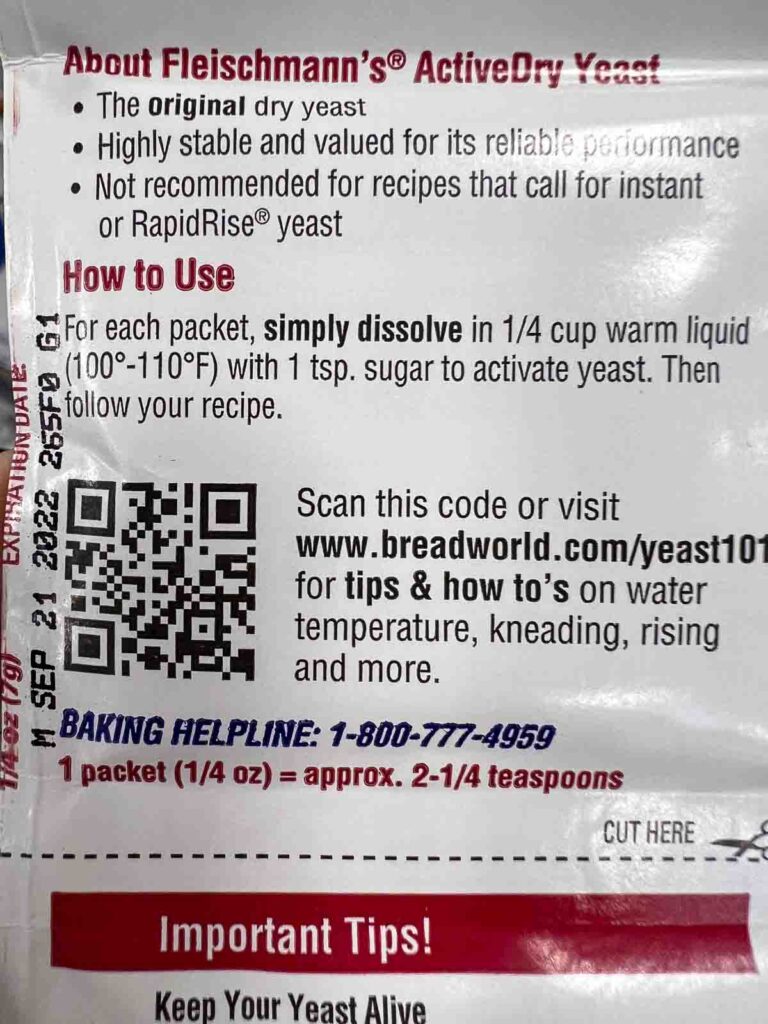 About Fleischmann's® ActiveDry Yeast
• The original dry yeast
• Highly stable and valued for its reliable performance
• Not recommended for recipes that call for instant
or RapidRise® yeast
How to Use
For each packet, simply dissolve in 1/4 cup warm liquid
(100°-110°F) with 1 tsp. sugar to activate yeast. Then
follow your recipe.
Scan this code or visit
www.breadworld.com/yeast101
for tips & how to's on water
temperature, kneading, rising
and more.
BAKING HELPLINE: 1-800-777-4959
1 packet (1/4 oz) = approx. 2-1/4 teaspoons
CUT HERE
Important Tips!
Keep Your Yeast Alive
1/4 oz (7g) EXPIRATION DATE
M SEP 21 2022 265F0 G1